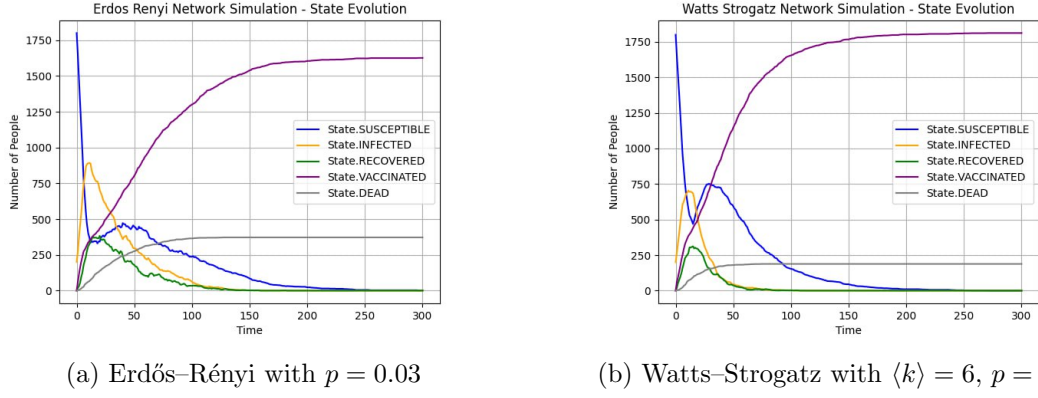 Erdos Renyi Network Simulation - State Evolution
1750
1500
1250
1000
750
500
250
0
Number of People
State.SUSCEPTIBLE
State.INFECTED
State.RECOVERED
State.VACCINATED
State.DEAD
0 50 100 150 200 250 300
Time
(a) Erdős–Rényi with p = 0.03
Watts Strogatz Network Simulation - State Evolution
1750
1500
1250
1000
750
500
250
0
Number of People
State.SUSCEPTIBLE
State.INFECTED
State.RECOVERED
State.VACCINATED
State.DEAD
0 50 100 150 200 250 300
Time
(b) Watts–Strogatz with ⟨k⟩ = 6, p =